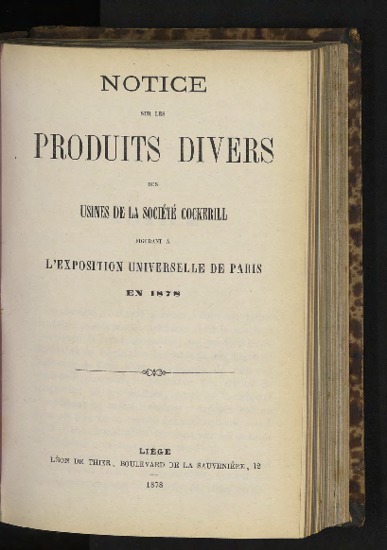 NOTICE
SUR LES
PRODUITS DIVERS
DES
USINES DE LA SOCIÉTÉ COCKERILL
FIGURANT A
L'EXPOSITION UNIVERSELLE DE PARIS
EN 1878
LIÉGE
LÉON DE THIER, BOULEVARD DE LA SAUVENIÈRE, 12
1878